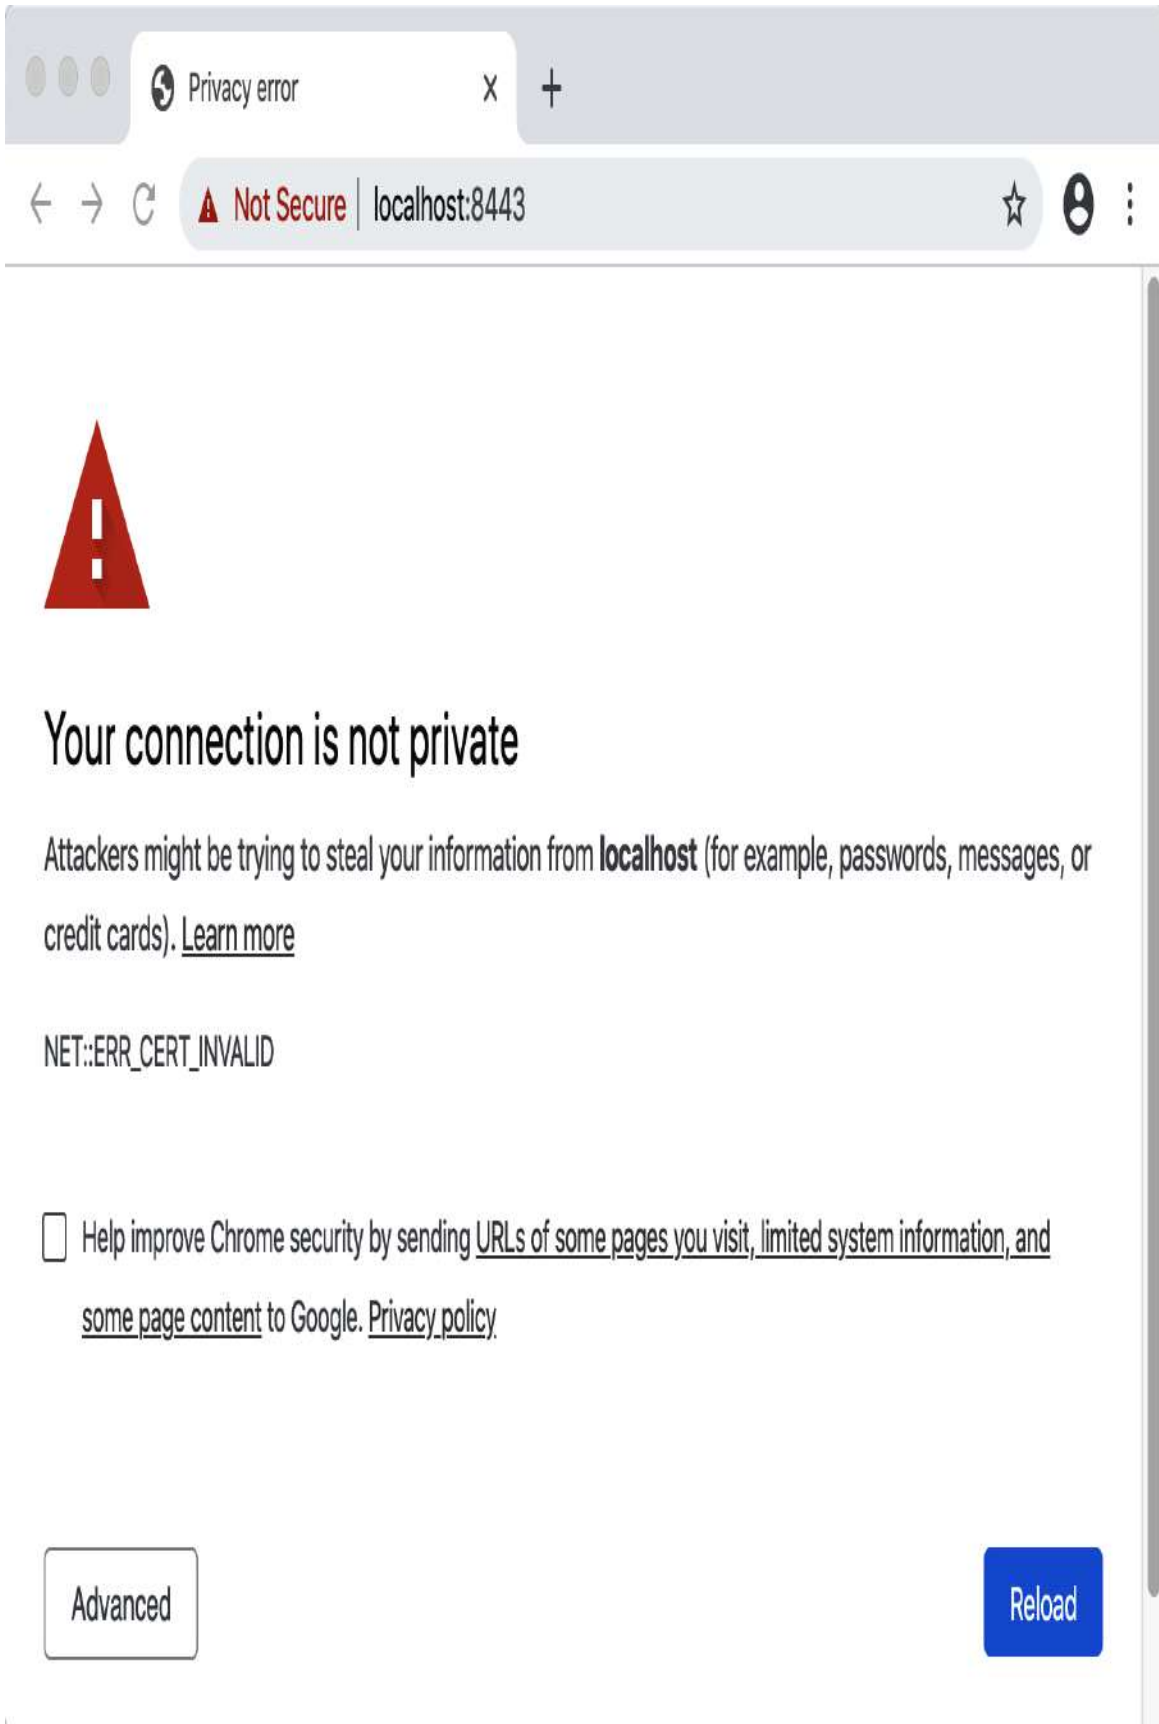 Privacy error
Not Secure localhost:8443
Your connection is not private
Attackers might be trying to steal your information from localhost (for example, passwords, messages, or
credit cards). Learn more
NET::ERR_CERT_INVALID
Help improve Chrome security by sending URLs of some pages you visit, limited system information, and
some page content to Google. Privacy policy
Advanced
Reload